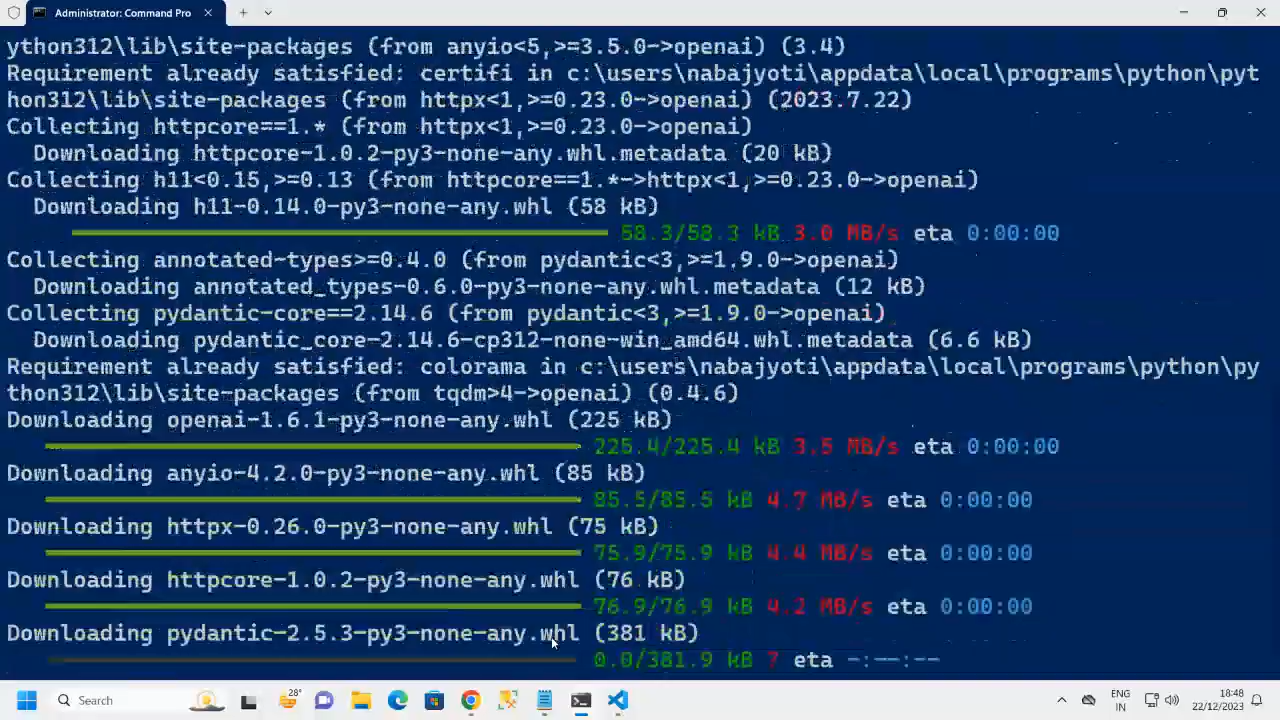 Administrator: Command Pro
ython312\lib\site-packages (from anyio<5,>=3.5.0->openai) (3.4)
Requirement already satisfied: certifi in c:\users\nabajyoti\appdata\local\programs\python\pyt
hon312\lib\site-packages (from httpx<1,>=0.23.0->openai) (2023.7.22)
Collecting httpcore==1.* (from httpx<1,>=0.23.0->openai)
Downloading httpcore-1.0.2-py3-none-any.whl.metadata (20 kB)
Collecting h11<0.15,>=0.13 (from httpcore==1.*->httpx<1,>=0.23.0->openai)
Downloading h11-0.14.0-py3-none-any.whl (58 kB)
58.3/58.3 kB 3.0 MB/s eta 0:00:00
Collecting annotated-types>=0.4.0 (from pydantic<3,>=1.9.0->openai)
Downloading annotated_types-0.6.0-py3-none-any.whl.metadata (12 kB)
Collecting pydantic-core==2.14.6 (from pydantic<3,>=1.9.0->openai)
Downloading pydantic_core-2.14.6-cp312-none-win_amd64.whl.metadata (6.6 kB)
Requirement already satisfied: colorama in c:\users\nabajyoti\appdata\local\programs\python\py
thon312\lib\site-packages (from tqdm>4->openai) (0.4.6)
Downloading openai-1.6.1-py3-none-any.whl (225 kB)
225.4/225.4 kB 3.5 MB/s eta 0:00:00
Downloading anyio-4.2.0-py3-none-any.whl (85 kB)
85.5/85.5 kB 4.7 MB/s eta 0:00:00
Downloading httpx-0.26.0-py3-none-any.whl (75 kB)
75.9/75.9 kB 4.4 MB/s eta 0:00:00
Downloading httpcore-1.0.2-py3-none-any.whl (76 kB)
76.9/76.9 kB 4.2 MB/s eta 0:00:00
Downloading pydantic-2.5.3-py3-none-any.whl (381 kB)
0.0/381.9 kB ? eta -:--:--
Search
28°
ENG
IN
18:48
22/12/2023